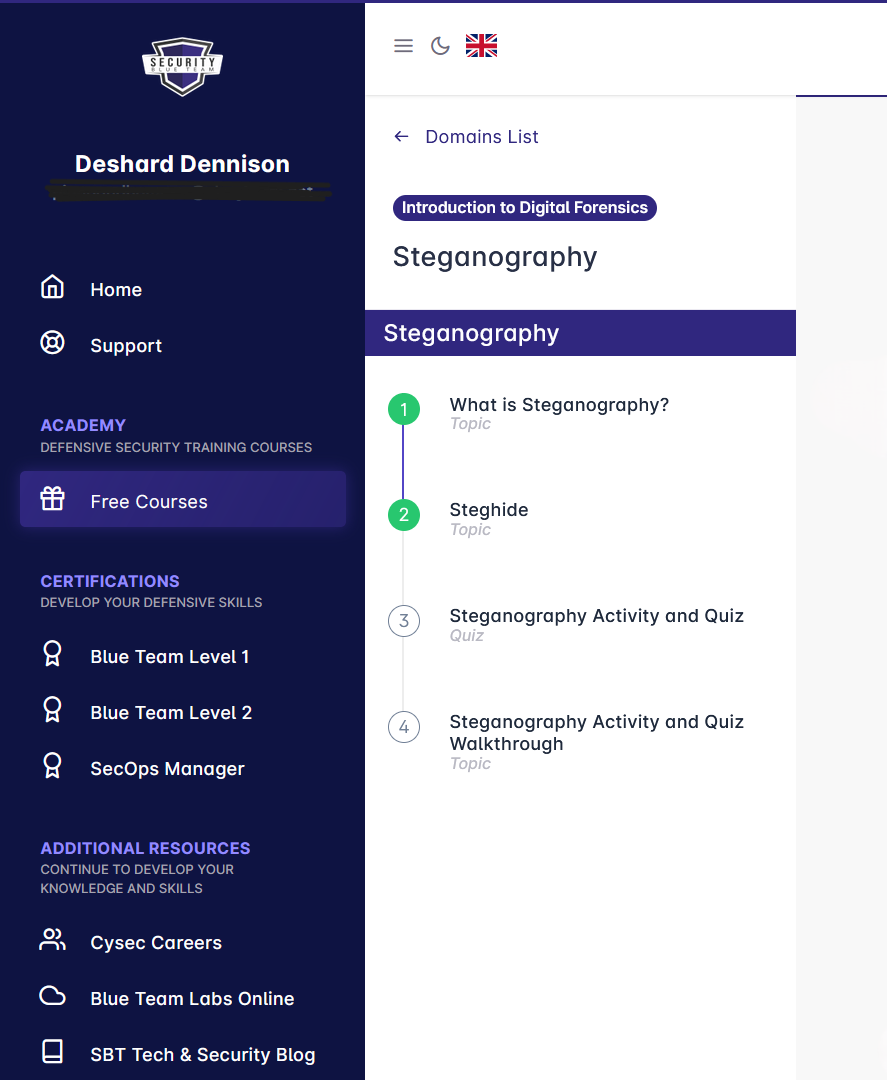 SECURITY
BLUE TEAM
Deshard Dennison
Home
Support
ACADEMY
DEFENSIVE SECURITY TRAINING COURSES
Free Courses
CERTIFICATIONS
DEVELOP YOUR DEFENSIVE SKILLS
Blue Team Level 1
Blue Team Level 2
SecOps Manager
ADDITIONAL RESOURCES
CONTINUE TO DEVELOP YOUR
KNOWLEDGE AND SKILLS
Cysec Careers
Blue Team Labs Online
SBT Tech & Security Blog
← Domains List
Introduction to Digital Forensics
Steganography
Steganography
1 What is Steganography?
Topic
2 Steghide
Topic
3 Steganography Activity and Quiz
Quiz
4 Steganography Activity and Quiz
Walkthrough
Topic